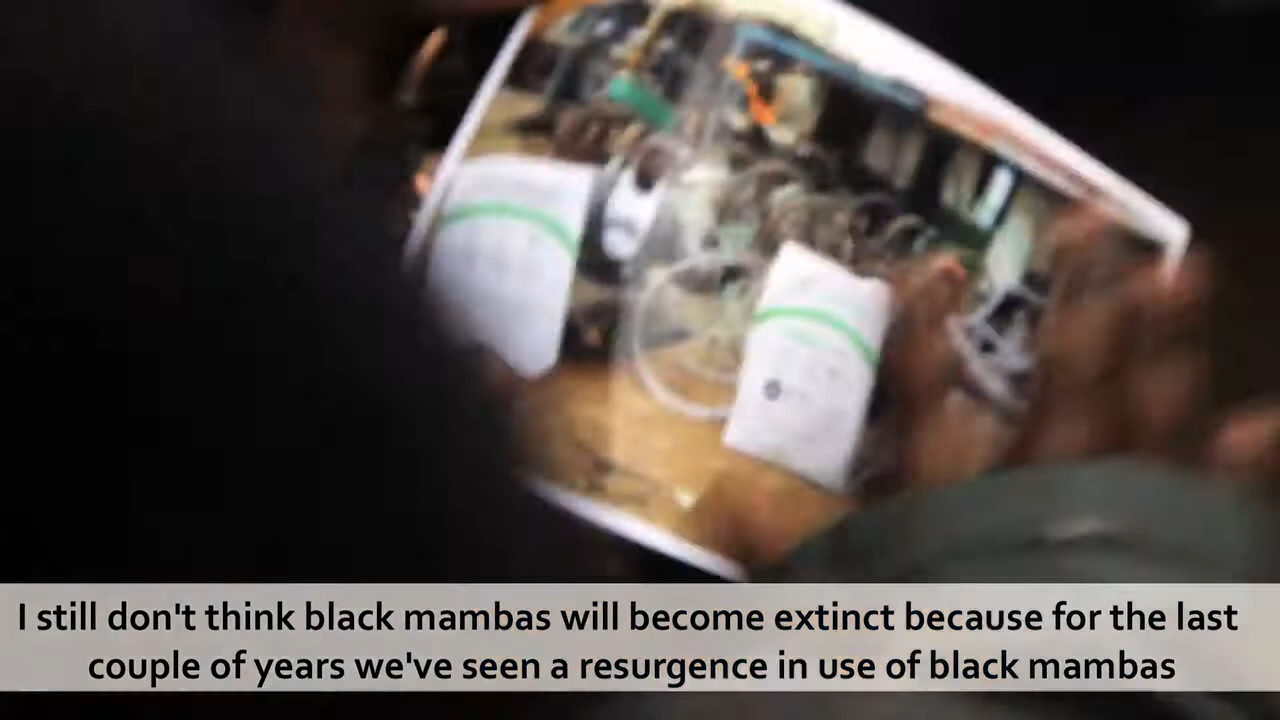 I still don't think black mambas will become extinct because for the last
couple of years we've seen a resurgence in use of black mambas